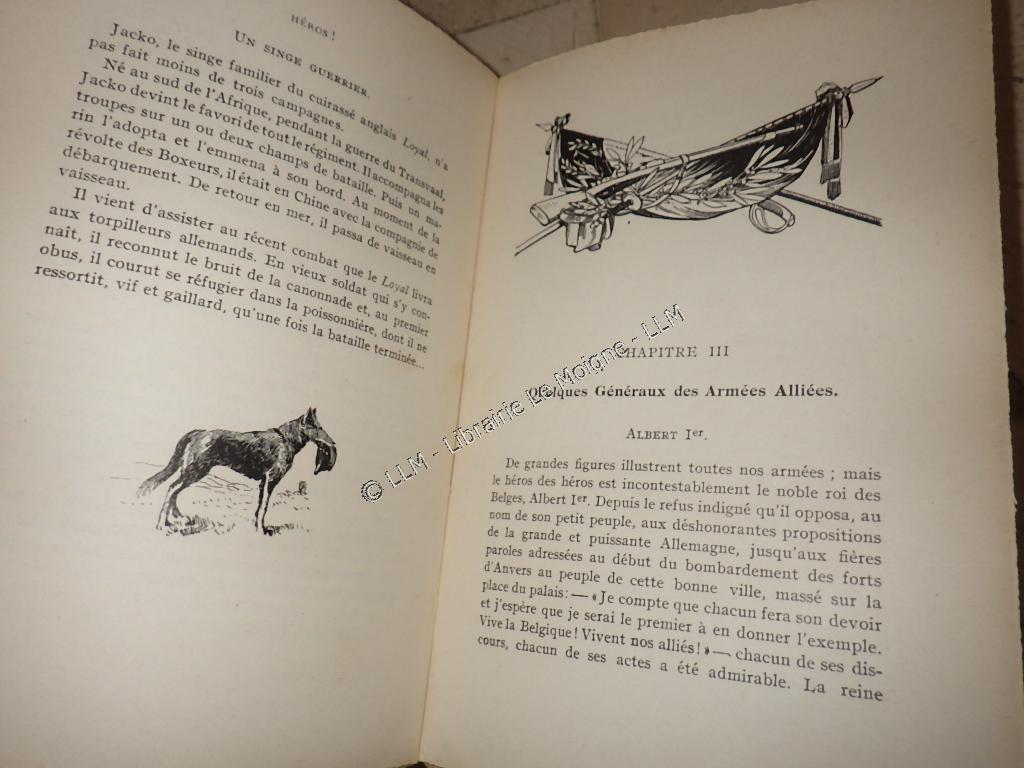 HÉROS !
UN SINGE GUERRIER.
Jacko, le singe familier du cuirassé anglais Loyal, n'a
pas fait moins de trois campagnes.
Né au sud de l'Afrique, pendant la guerre du Transvaal,
Jacko devint le favori de tout le régiment. Il accompagna les
troupes sur un ou deux champs de bataille. Puis un ma-
rin l'adopta et l'emmena à son bord. Au moment de la
révolte des Boxeurs, il était en Chine avec la compagnie de
débarquement. De retour en mer, il passa de vaisseau en
vaisseau.
Il vient d'assister au récent combat que le Loyal livra
aux torpilleurs allemands. En vieux soldat qui s'y con-
naît, il reconnut le bruit de la canonnade et, au premier
obus, il courut se réfugier dans la poissonnière, dont il ne
ressortit, vif et gaillard, qu'une fois la bataille terminée...
CHAPITRE III
Quelques Généraux des Armées Alliées.
ALBERT Ier.
De grandes figures illustrent toutes nos armées ; mais
le héros des héros est incontestablement le noble roi des
Belges, Albert Ier. Depuis le refus indigné qu'il opposa, au
nom de son petit peuple, aux déshonorantes propositions
de la grande et puissante Allemagne, jusqu'aux fières
paroles adressées au début du bombardement des forts
d'Anvers au peuple de cette bonne ville, massé sur la
place du palais : — « Je compte que chacun fera son devoir
et j'espère que je serai le premier à en donner l'exemple.
Vive la Belgique ! Vivent nos alliés ! » — chacun de ses dis-
cours, chacun de ses actes a été admirable. La reine
© LLM - Librairie Le Moigne - LLM